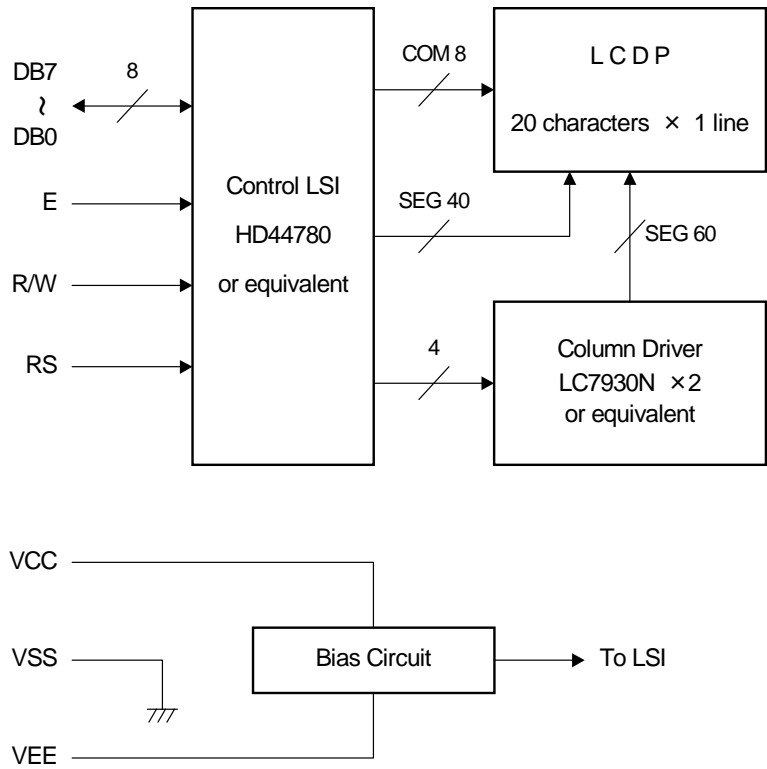 DB7
~
DB0
8
E
R/W
RS
Control LSI
HD44780
or equivalent
COM 8
SEG 40
4
L C D P
20 characters × 1 line
SEG 60
Column Driver
LC7930N ×2
or equivalent
VCC
VSS
VEE
Bias Circuit
To LSI